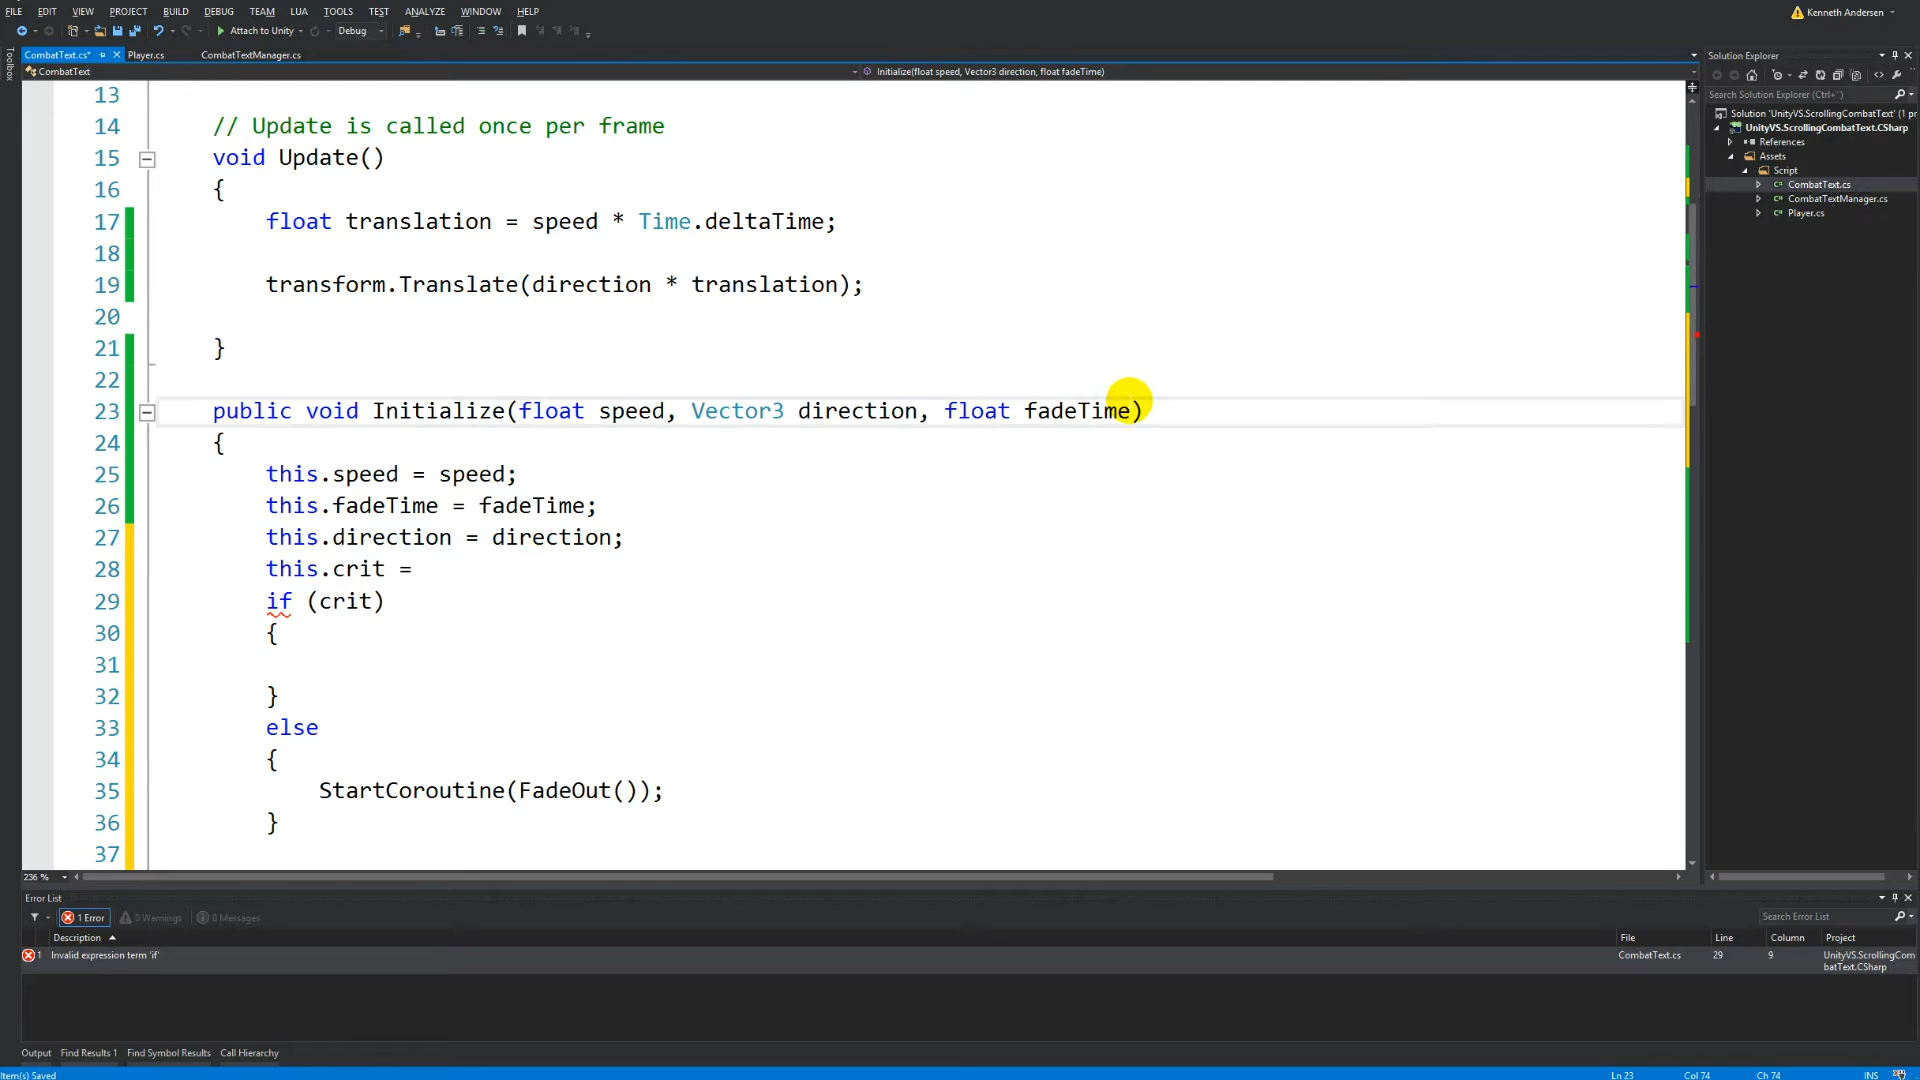 FILE EDIT VIEW PROJECT BUILD DEBUG TEAM LUA TOOLS TEST ANALYZE WINDOW HELP
Kenneth Andersen
Attach to Unity Debug
CombatText.cs* Player.cs CombatTextManager.cs
Toolbox
CombatText
Initialize(float speed, Vector3 direction, float fadeTime)
13
14 // Update is called once per frame
15 void Update()
16 {
17 float translation = speed * Time.deltaTime;
18
19 transform.Translate(direction * translation);
20
21 }
22
23 public void Initialize(float speed, Vector3 direction, float fadeTime)
24 {
25 this.speed = speed;
26 this.fadeTime = fadeTime;
27 this.direction = direction;
28 this.crit =
29 if (crit)
30 {
31
32 }
33 else
34 {
35 StartCoroutine(FadeOut());
36 }
37
236 %
Solution Explorer
Search Solution Explorer (Ctrl+¨)
Solution 'UnityVS.ScrollingCombatText' (1 pr
UnityVS.ScrollingCombatText.CSharp
References
Assets
Script
CombatText.cs
CombatTextManager.cs
Player.cs
Error List
1 Error 0 Warnings 0 Messages
Search Error List
Description File Line Column Project
1 Invalid expression term 'if' CombatText.cs 29 9 UnityVS.ScrollingCom
batText.CSharp
Output Find Results 1 Find Symbol Results Call Hierarchy
Item(s) Saved Ln 23 Col 74 Ch 74 INS